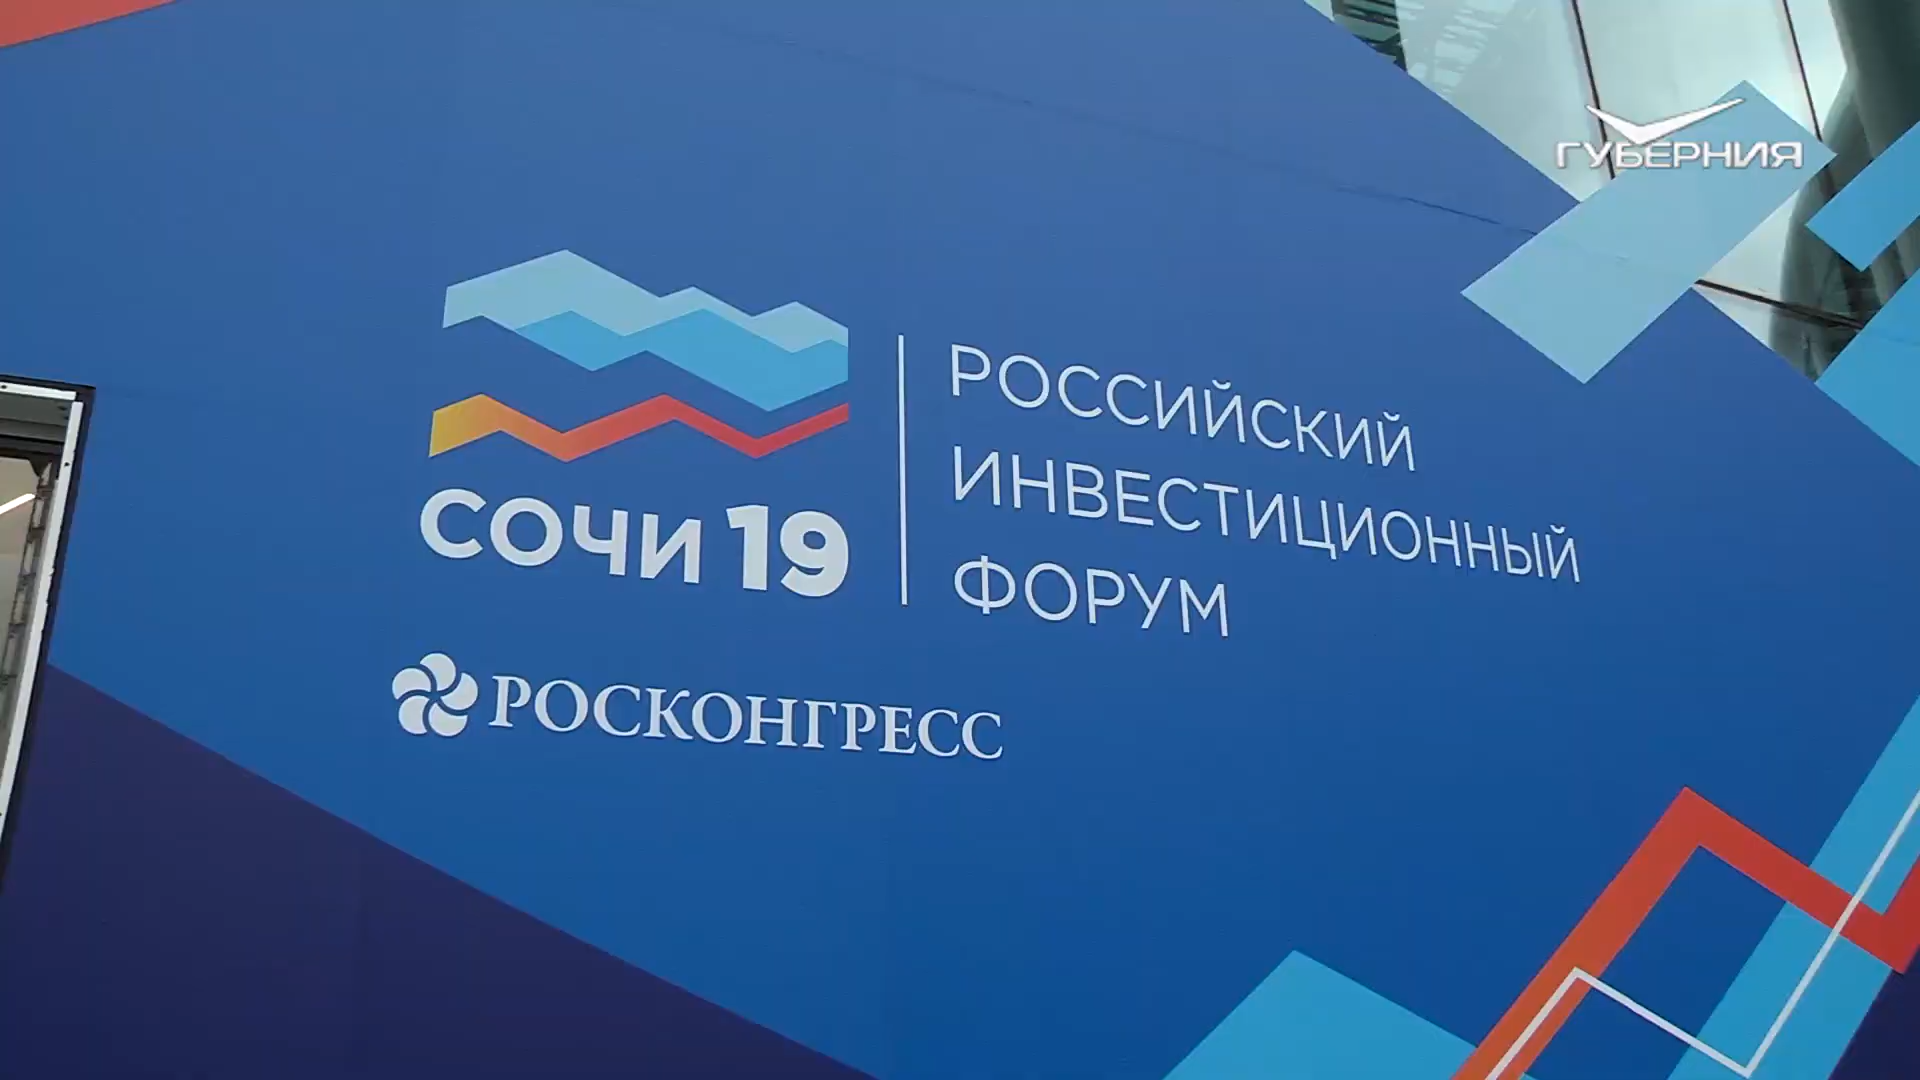 ГУБЕРНИЯ
СОЧИ 19
РОССИЙСКИЙ
ИНВЕСТИЦИОННЫЙ
ФОРУМ
РОСКОНГРЕСС